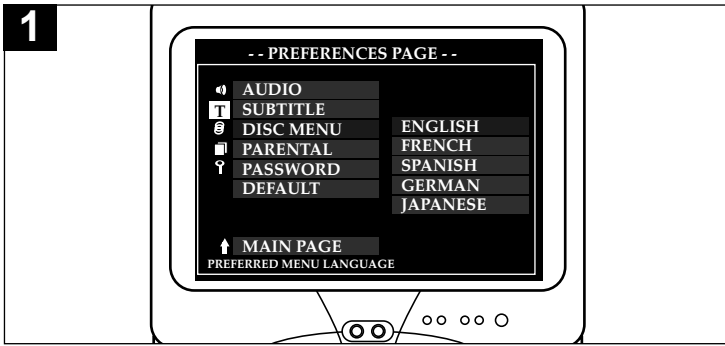 1
- - PREFERENCES PAGE - -
AUDIO
T SUBTITLE
DISC MENU
PARENTAL
PASSWORD
DEFAULT
ENGLISH
FRENCH
SPANISH
GERMAN
JAPANESE
MAIN PAGE
PREFERRED MENU LANGUAGE